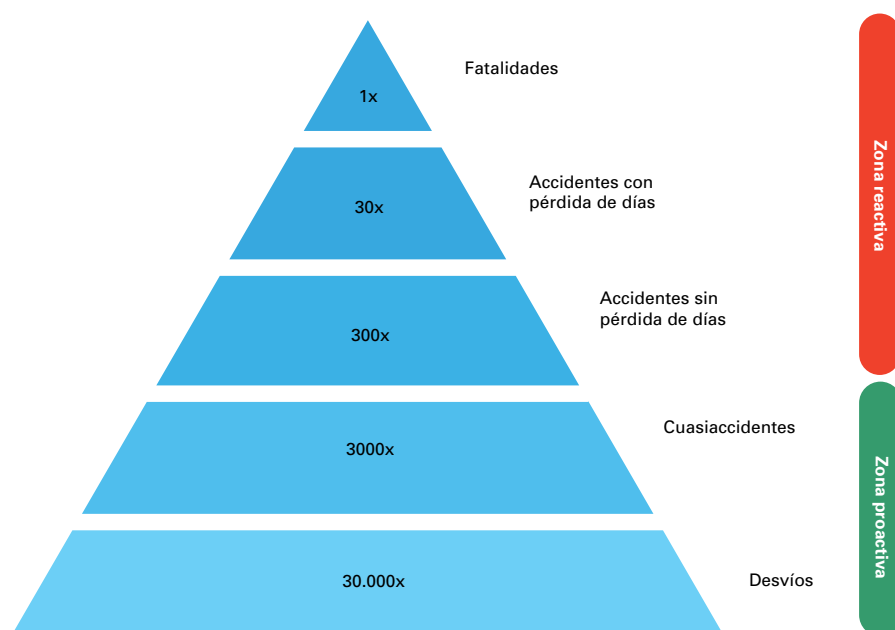 Fatalidades
1x
Zona reactiva
Accidentes con
pérdida de días
30x
Accidentes sin
pérdida de días
300x
Cuasiaccidentes
3000x
Zona proactiva
Desvíos
30.000x